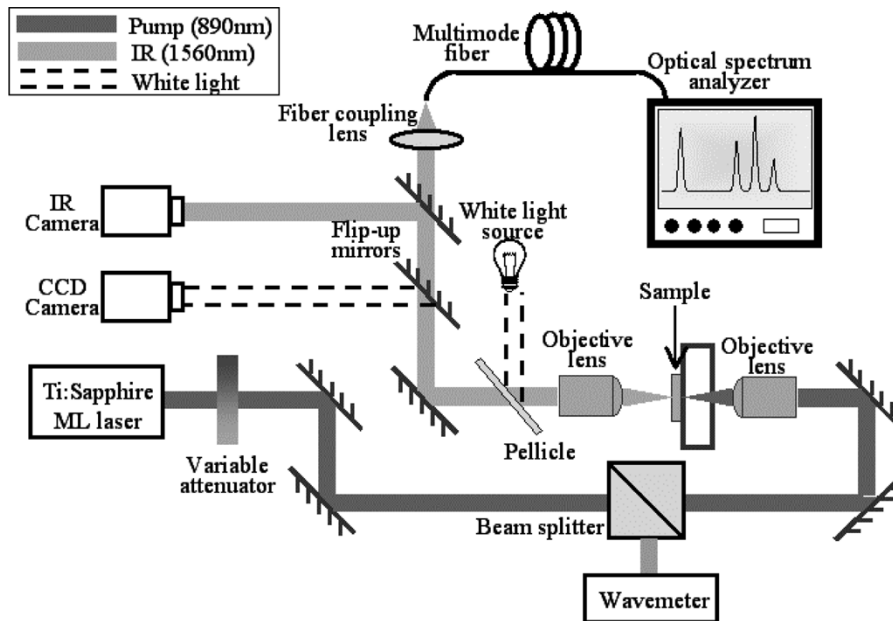 Pump (890nm)
IR (1560nm)
White light
Multimode
fiber
Optical spectrum
analyzer
Fiber coupling
lens
IR
Camera
Flip-up
mirrors
White light
source
CCD
Camera
Sample
Objective
lens
Objective
lens
Ti:Sapphire
ML laser
Variable
attenuator
Pellicle
Beam splitter
Wavemeter